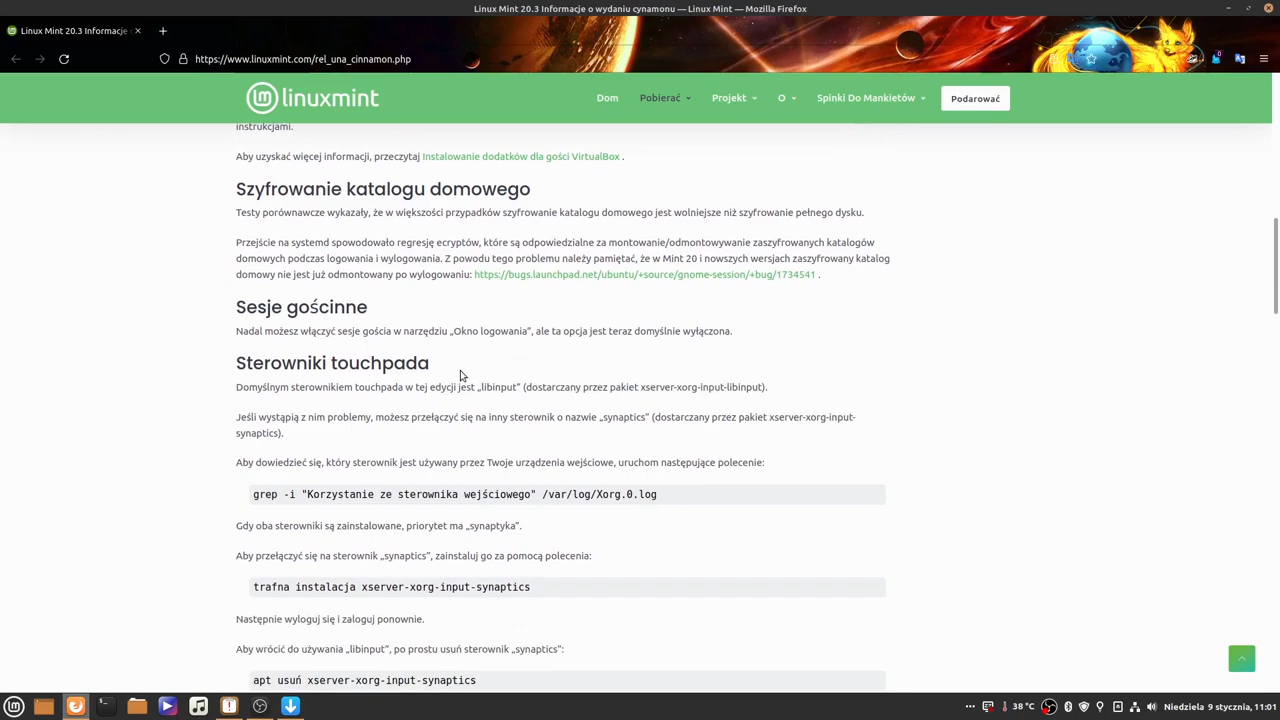 Linux Mint 20.3 Informacje o wydaniu cynamonu — Linux Mint — Mozilla Firefox
Linux Mint 20.3 Informacje
https://www.linuxmint.com/rel_una_cinnamon.php
linuxmint
Dom Pobierać Projekt O Spinki Do Mankietów Podarować
instrukcjami.
Aby uzyskać więcej informacji, przeczytaj Instalowanie dodatków dla gości VirtualBox .
Szyfrowanie katalogu domowego
Testy porównawcze wykazały, że w większości przypadków szyfrowanie katalogu domowego jest wolniejsze niż szyfrowanie pełnego dysku.
Przejście na systemd spowodowało regresję ecryptów, które są odpowiedzialne za montowanie/odmontowywanie zaszyfrowanych katalogów
domowych podczas logowania i wylogowania. Z powodu tego problemu należy pamiętać, że w Mint 20 i nowszych wersjach zaszyfrowany katalog
domowy nie jest już odmontowany po wylogowaniu: https://bugs.launchpad.net/ubuntu/+source/gnome-session/+bug/1734541 .
Sesje gościnne
Nadal możesz włączyć sesje gościa w narzędziu „Okno logowania”, ale ta opcja jest teraz domyślnie wyłączona.
Sterowniki touchpada
Domyślnym sterownikiem touchpada w tej edycji jest „libinput” (dostarczany przez pakiet xserver-xorg-input-libinput).
Jeśli wystąpią z nim problemy, możesz przełączyć się na inny sterownik o nazwie „synaptics” (dostarczany przez pakiet xserver-xorg-input-
synaptics).
Aby dowiedzieć się, który sterownik jest używany przez Twoje urządzenia wejściowe, uruchom następujące polecenie:
grep -i "Korzystanie ze sterownika wejściowego" /var/log/Xorg.0.log
Gdy oba sterowniki są zainstalowane, priorytet ma „synaptyka”.
Aby przełączyć się na sterownik „synaptics”, zainstaluj go za pomocą polecenia:
trafna instalacja xserver-xorg-input-synaptics
Następnie wyloguj się i zaloguj ponownie.
Aby wrócić do używania „libinput”, po prostu usuń sterownik „synaptics”:
apt usuń xserver-xorg-input-synaptics
38 °C
Niedziela 9 stycznia, 11:01